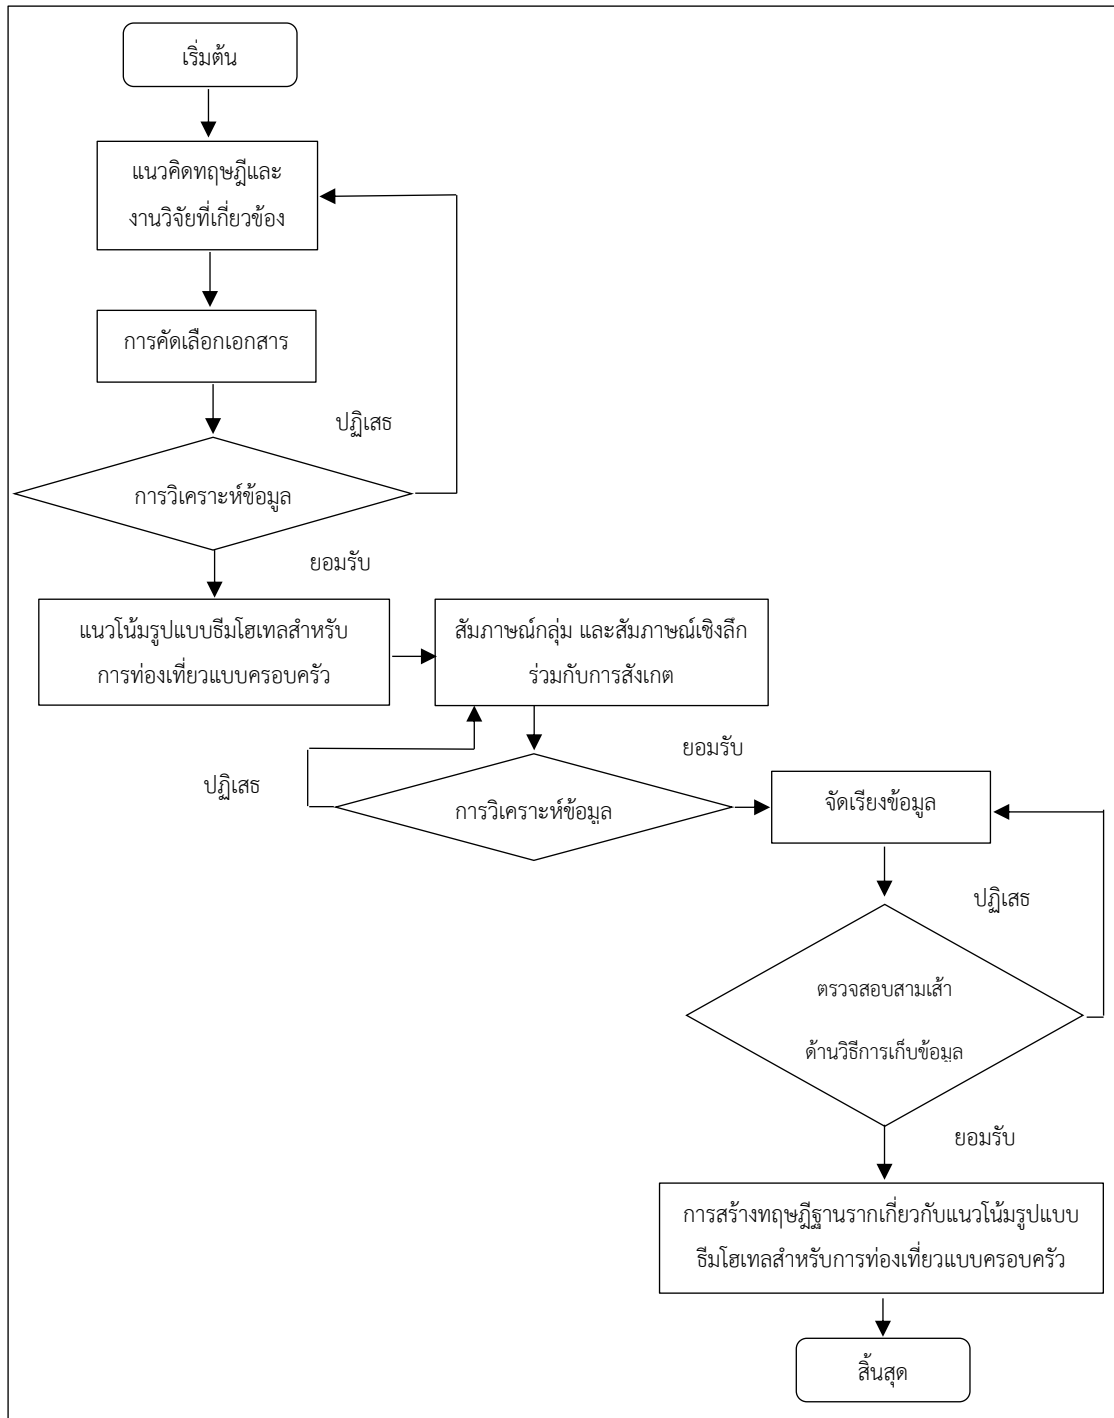 เริ่มต้น
แนวคิดทฤษฎีและ
งานวิจัยที่เกี่ยวข้อง
การคัดเลือกเอกสาร
ปฏิเสธ
การวิเคราะห์ข้อมูล
ยอมรับ
แนวโน้มรูปแบบธีมโฮเทลสำหรับ
การท่องเที่ยวแบบครอบครัว
สัมภาษณ์กลุ่ม และสัมภาษณ์เชิงลึก
ร่วมกับการสังเกต
ยอมรับ
ปฏิเสธ
การวิเคราะห์ข้อมูล
จัดเรียงข้อมูล
ปฏิเสธ
ตรวจสอบสามเส้า
ด้านวิธีการเก็บข้อมูล
ยอมรับ
การสร้างทฤษฎีฐานรากเกี่ยวกับแนวโน้มรูปแบบ
ธีมโฮเทลสำหรับการท่องเที่ยวแบบครอบครัว
สิ้นสุด